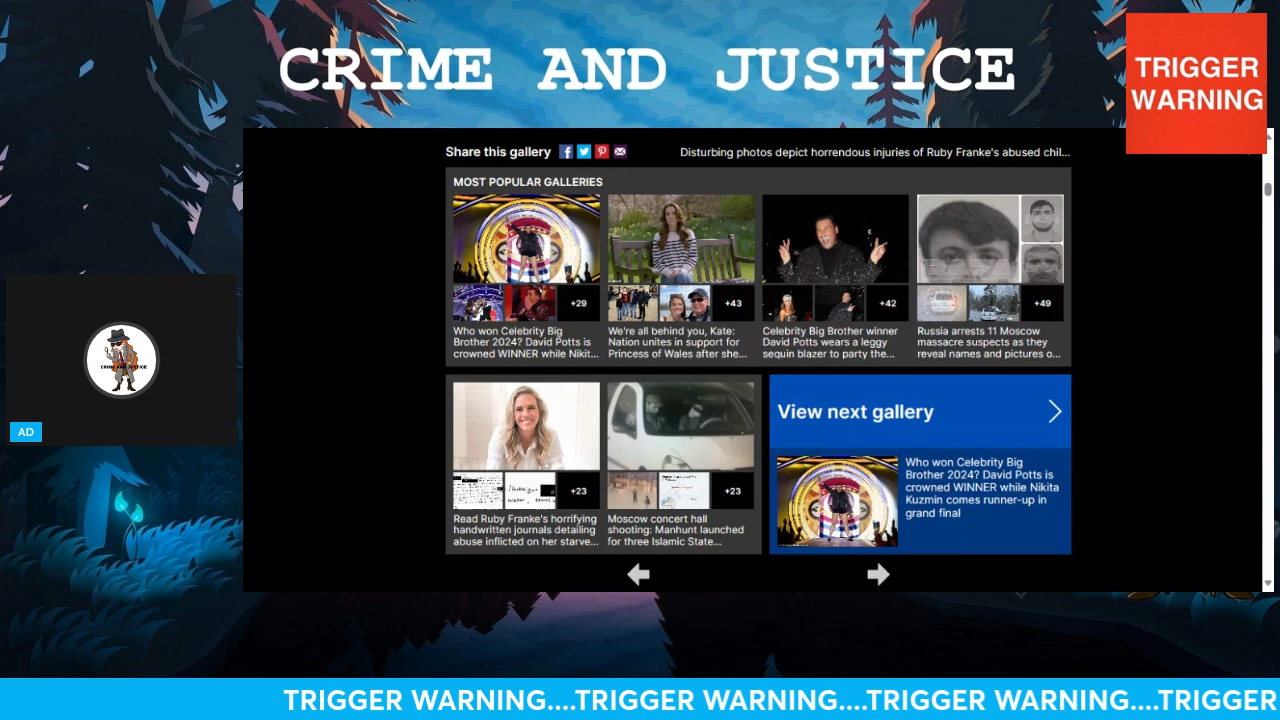 CRIME AND JUSTICE
TRIGGER
WARNING
Share this gallery
Disturbing photos depict horrendous injuries of Ruby Franke's abused chil...
MOST POPULAR GALLERIES
+29
+43
+42
+49
Who won Celebrity Big
Brother 2024? David Potts is
crowned WINNER while Nikit...
We're all behind you, Kate:
Nation unites in support for
Princess of Wales after she...
Celebrity Big Brother winner
David Potts wears a leggy
sequin blazer to party the...
Russia arrests 11 Moscow
massacre suspects as they
reveal names and pictures o...
CRIME AND JUSTICE
AD
+23
+23
Read Ruby Franke's horrifying
handwritten journals detailing
abuse inflicted on her starve...
Moscow concert hall
shooting: Manhunt launched
for three Islamic State...
View next gallery
Who won Celebrity Big
Brother 2024? David Potts is
crowned WINNER while Nikita
Kuzmin comes runner-up in
grand final
TRIGGER WARNING....TRIGGER WARNING....TRIGGER WARNING....TRIGGER